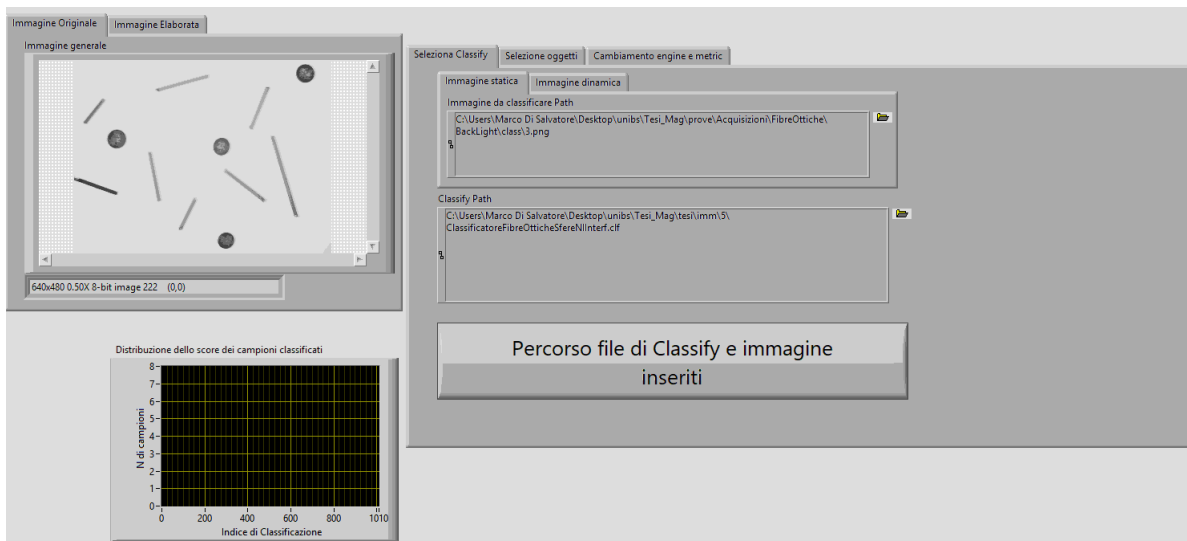 Immagine Originale
Immagine Elaborata
Immagine generale
640x480 0.50X 8-bit image 222 (0,0)
Distribuzione dello score dei campioni classificati
N di campioni
8
7
6
5
4
3
2
1
0
0 200 400 600 800 1010
Indice di Classificazione
Seleziona Classify
Selezione oggetti
Cambiamento engine e metric
Immagine statica
Immagine dinamica
Immagine da classificare Path
C:\Users\Marco Di Salvatore\Desktop\unibs\Tesi_Mag\prove\Acquisizioni\FibreOttiche\
BackLight\class\3.png
Classify Path
C:\Users\Marco Di Salvatore\Desktop\unibs\Tesi_Mag\tesi\imm\5\
ClassificatoreFibreOtticheSfereNIInterf.clf
Percorso file di Classify e immagine
inseriti